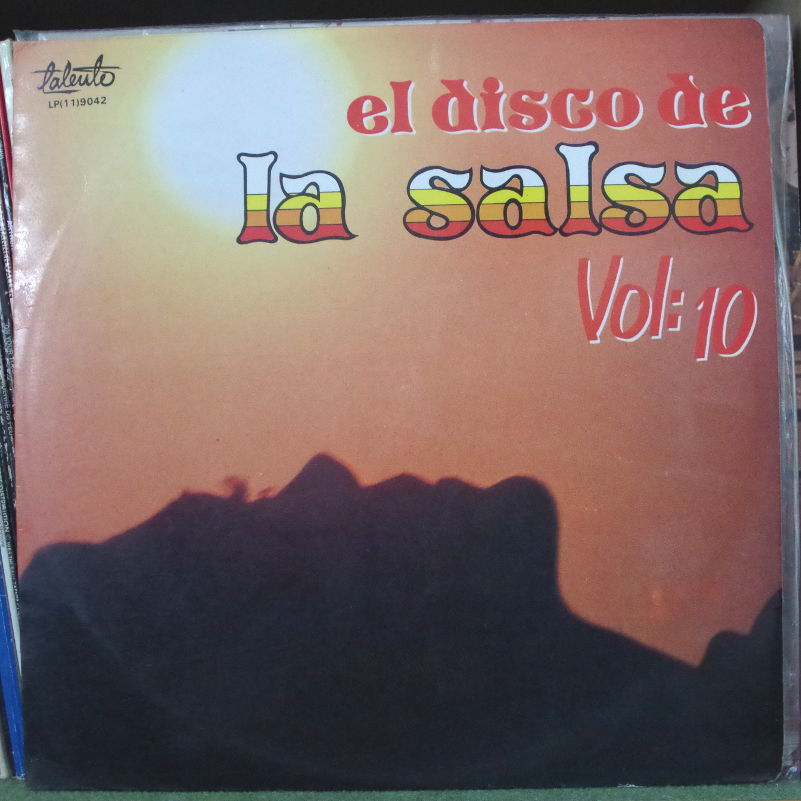 talento
LP(11)9042
el disco de
la salsa
Vol: 10